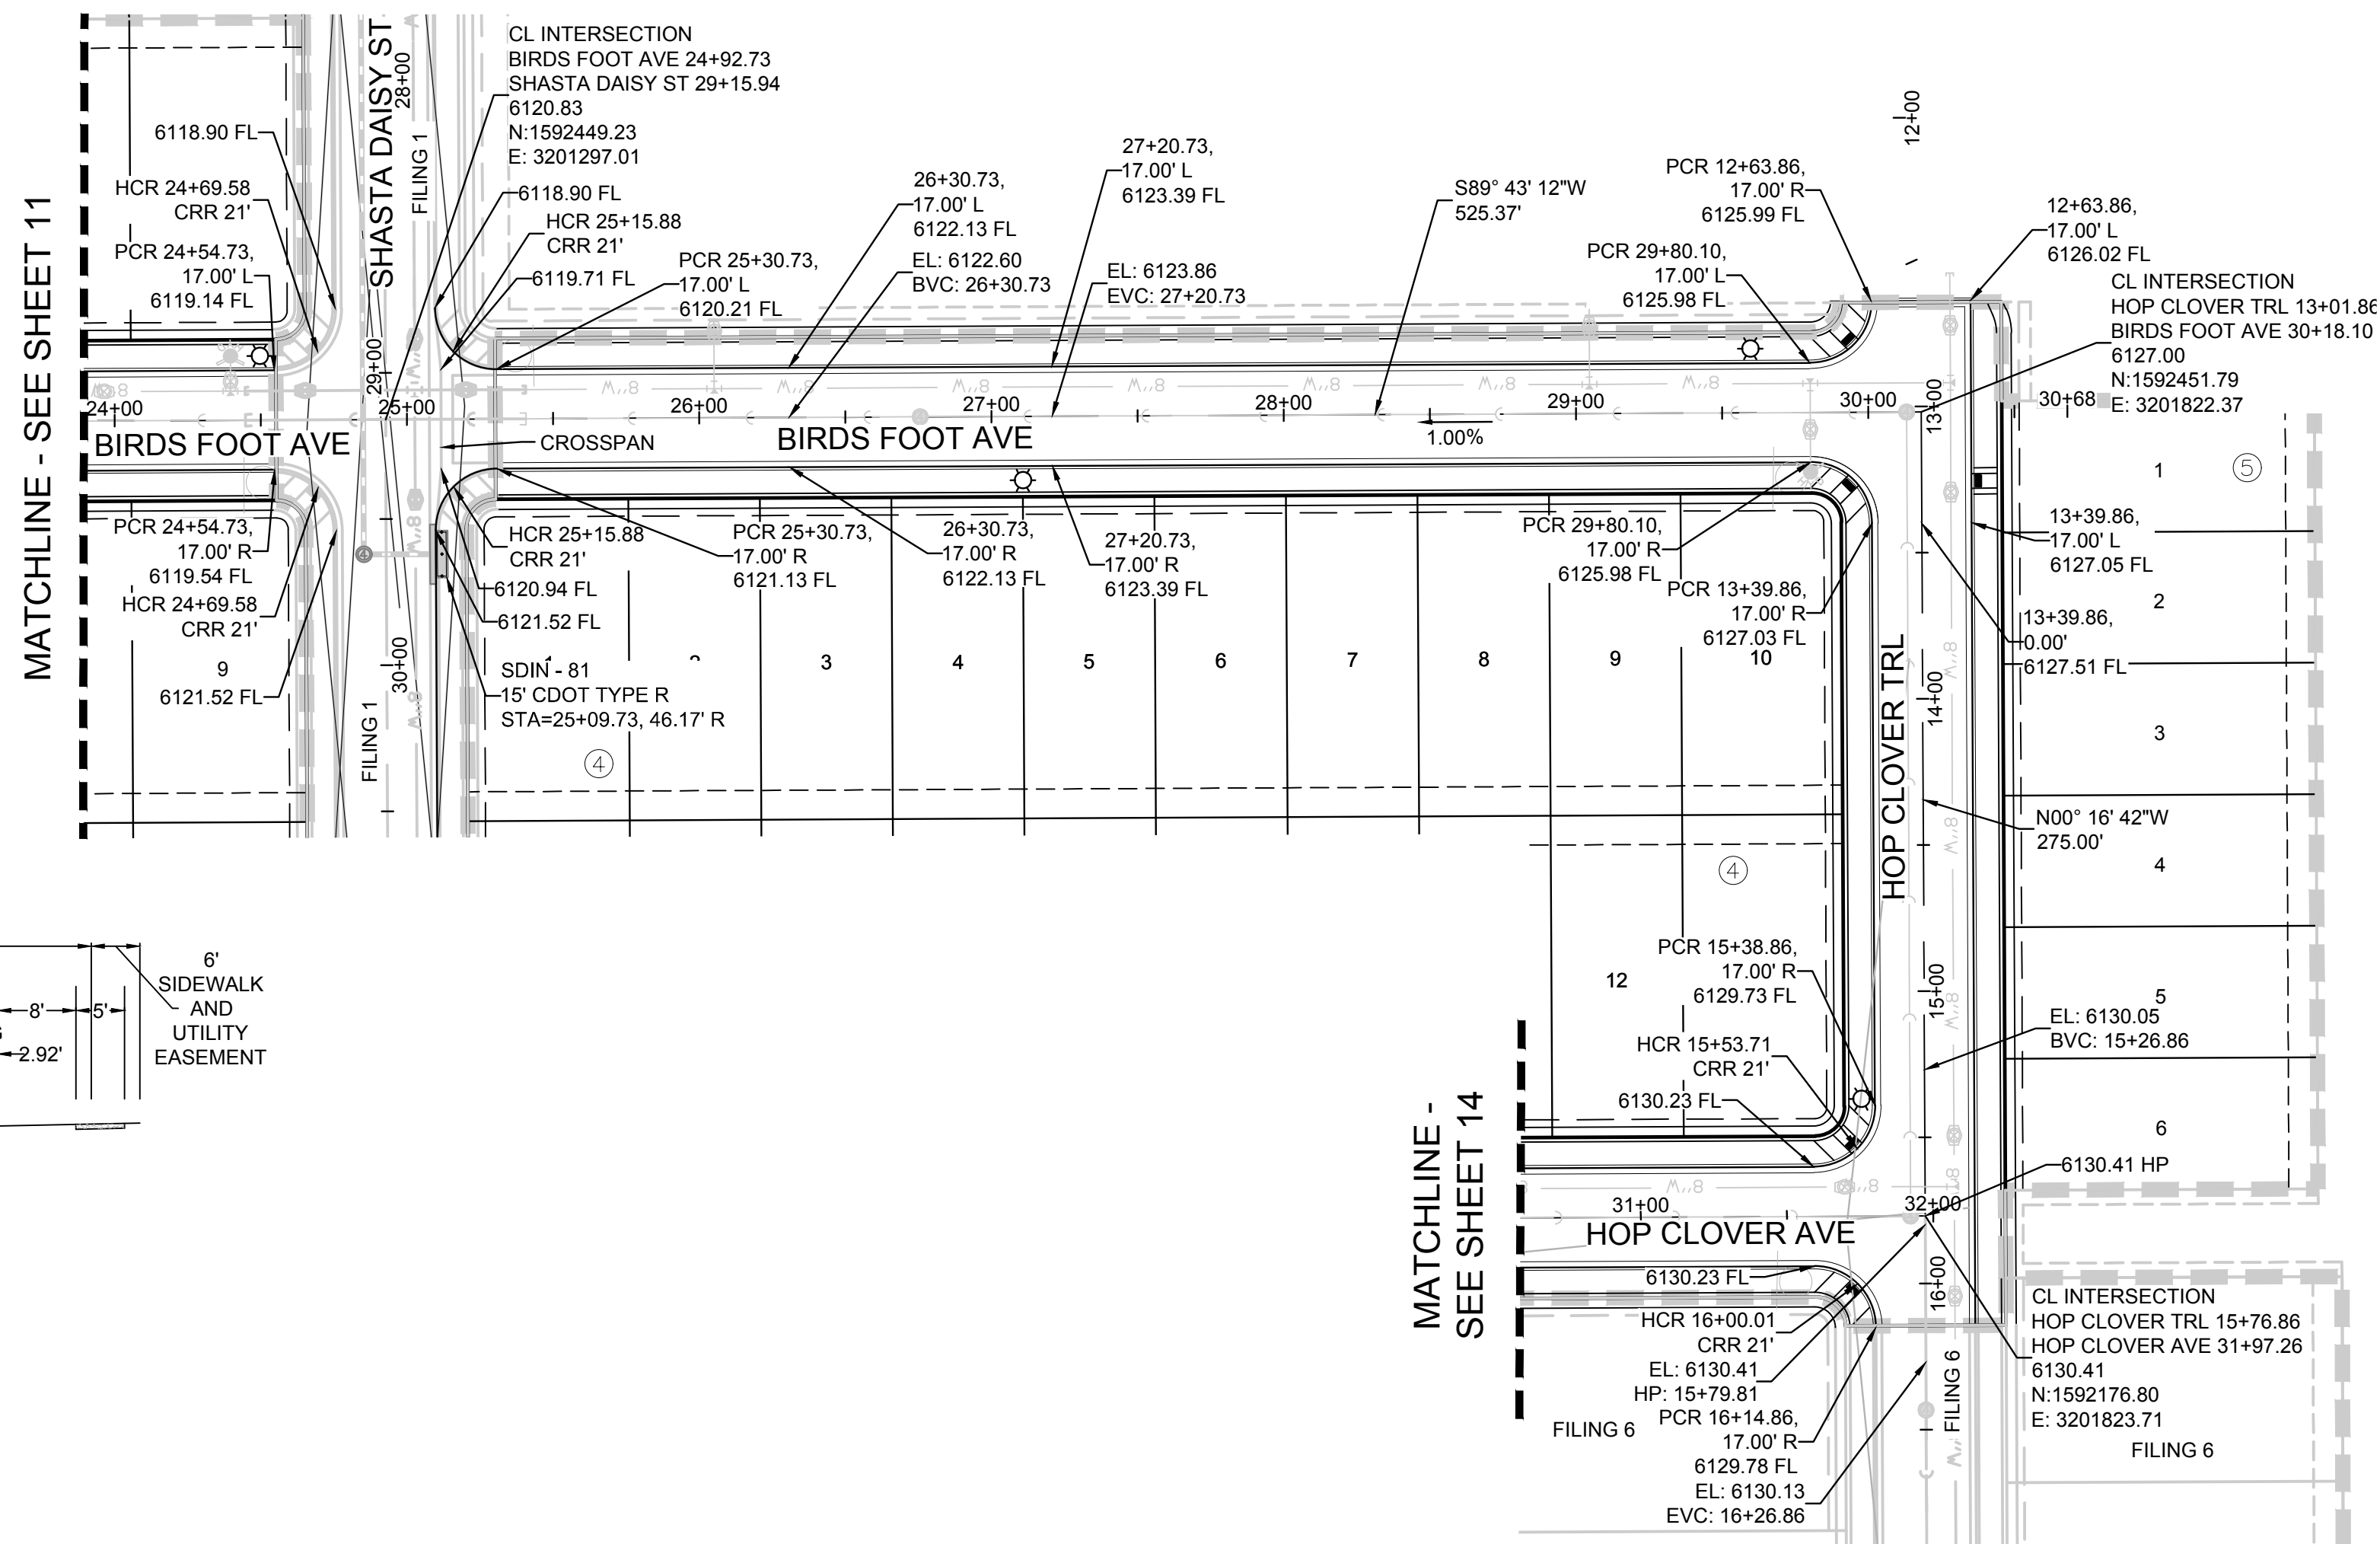 MATCHLINE - SEE SHEET 11
6118.90 FL
HCR 24+69.58
CRR 21'
PCR 24+54.73,
17.00' L
6119.14 FL
SHASTA DAISY ST
28+00
FILING 1
CL INTERSECTION
BIRDS FOOT AVE 24+92.73
SHASTA DAISY ST 29+15.94
6120.83
N:1592449.23
E: 3201297.01
6118.90 FL
HCR 25+15.88
CRR 21'
6119.71 FL
PCR 25+30.73,
17.00' L
6120.21 FL
26+30.73,
17.00' L
6122.13 FL
EL: 6122.60
BVC: 26+30.73
27+20.73,
17.00' L
6123.39 FL
EL: 6123.86
EVC: 27+20.73
S89° 43' 12"W
525.37'
PCR 12+63.86,
17.00' R
6125.99 FL
PCR 29+80.10,
17.00' L
6125.98 FL
12+00
12+63.86,
17.00' L
6126.02 FL
CL INTERSECTION
HOP CLOVER TRL 13+01.86
BIRDS FOOT AVE 30+18.10
6127.00
N:1592451.79
E: 3201822.37
24+00
29+00
25+00
26+00
27+00
28+00
29+00
30+00
13+00
30+68
8"W
8"W
8"W
8"W
8"W
8"W
8"W
8"W
BIRDS FOOT AVE
CROSSPAN
BIRDS FOOT AVE
1.00%
PCR 24+54.73,
17.00' R
6119.54 FL
HCR 24+69.58
CRR 21'
9
6121.52 FL
8"W
30+00
8"W
FILING 1
HCR 25+15.88
CRR 21'
6120.94 FL
6121.52 FL
SDIN - 81
15' CDOT TYPE R
STA=25+09.73, 46.17' R
PCR 25+30.73,
17.00' R
6121.13 FL
26+30.73,
17.00' R
6122.13 FL
27+20.73,
17.00' R
6123.39 FL
PCR 29+80.10,
17.00' R
6125.98 FL
PCR 13+39.86,
17.00' R
6127.03 FL
3
4
5
6
7
8
9
10
4
1
5
13+39.86,
17.00' L
6127.05 FL
2
13+39.86,
0.00'
6127.51 FL
HOP CLOVER TRL
8"W
14+00
3
N00° 16' 42"W
275.00'
8"W
4
4
12
PCR 15+38.86,
17.00' R
6129.73 FL
HCR 15+53.71
CRR 21'
6130.23 FL
15+00
8"W
5
EL: 6130.05
BVC: 15+26.86
6
6130.41 HP
8'
5'
2.92'
6'
SIDEWALK
AND
UTILITY
EASEMENT
MATCHLINE -
SEE SHEET 14
8"W
8"W
31+00
32+00
HOP CLOVER AVE
6130.23 FL
HCR 16+00.01
CRR 21'
EL: 6130.41
HP: 15+79.81
PCR 16+14.86,
17.00' R
6129.78 FL
EL: 6130.13
EVC: 16+26.86
FILING 6
16+00
FILING 6
CL INTERSECTION
HOP CLOVER TRL 15+76.86
HOP CLOVER AVE 31+97.26
6130.41
N:1592176.80
E: 3201823.71
FILING 6